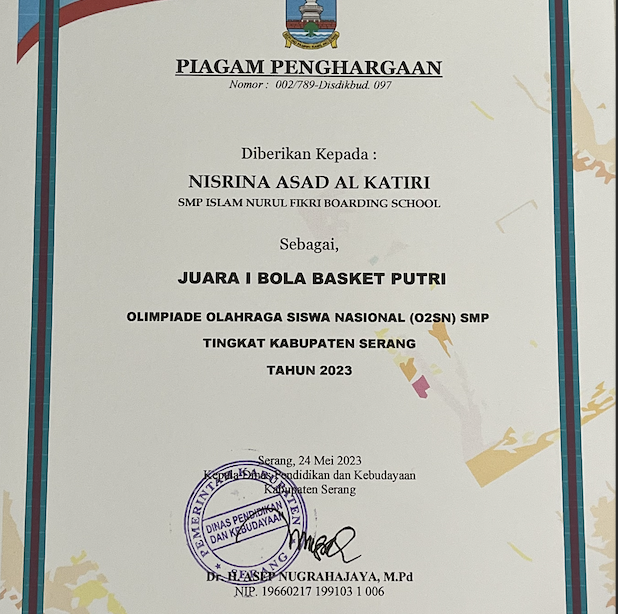 PIAGAM PENGHARGAAN
Nomor : 002/789-Disdikbud. 097
Diberikan Kepada :
NISRINA ASAD AL KATIRI
SMP ISLAM NURUL FIKRI BOARDING SCHOOL
Sebagai,
JUARA I BOLA BASKET PUTRI
OLIMPIADE OLAHRAGA SISWA NASIONAL (O2SN) SMP
TINGKAT KABUPATEN SERANG
TAHUN 2023
Serang, 24 Mei 2023
Kepala Dinas Pendidikan dan Kebudayaan
Kabupaten Serang
PEMERINTAH KABUPATEN
DINAS PENDIDIKAN
DAN KEBUDAYAAN
SERANG
Dr. H. ASEP NUGRAHAJAYA, M.Pd
NIP. 19660217 199103 1 006